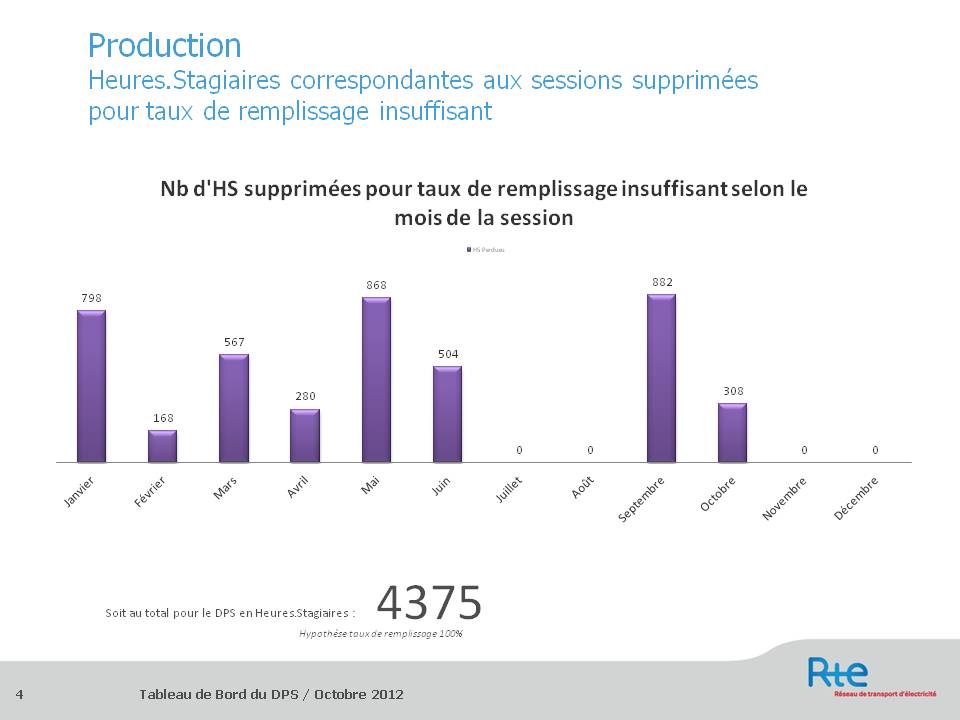 Production
Heures.Stagiaires correspondantes aux sessions supprimées
pour taux de remplissage insuffisant
Nb d'HS supprimées pour taux de remplissage insuffisant selon le
mois de la session
HS Perdues
798
168
567
280
868
504
0
0
882
308
0
0
Janvier
Février
Mars
Avril
Mai
Juin
Juillet
Août
Septembre
Octobre
Novembre
Décembre
Soit au total pour le DPS en Heures.Stagiaires : 4375
Hypothèse taux de remplissage 100%
4 Tableau de Bord du DPS / Octobre 2012
Rte
Réseau de transport d'électricité